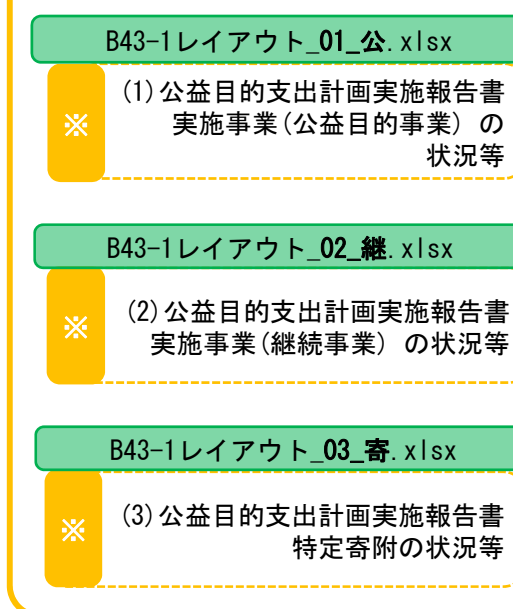 B43-1レイアウト_01_公.xlsx
※
(1)公益目的支出計画実施報告書
実施事業(公益目的事業) の
状況等
B43-1レイアウト_02_継.xlsx
※
(2)公益目的支出計画実施報告書
実施事業(継続事業) の状況等
B43-1レイアウト_03_寄.xlsx
※
(3)公益目的支出計画実施報告書
特定寄附の状況等